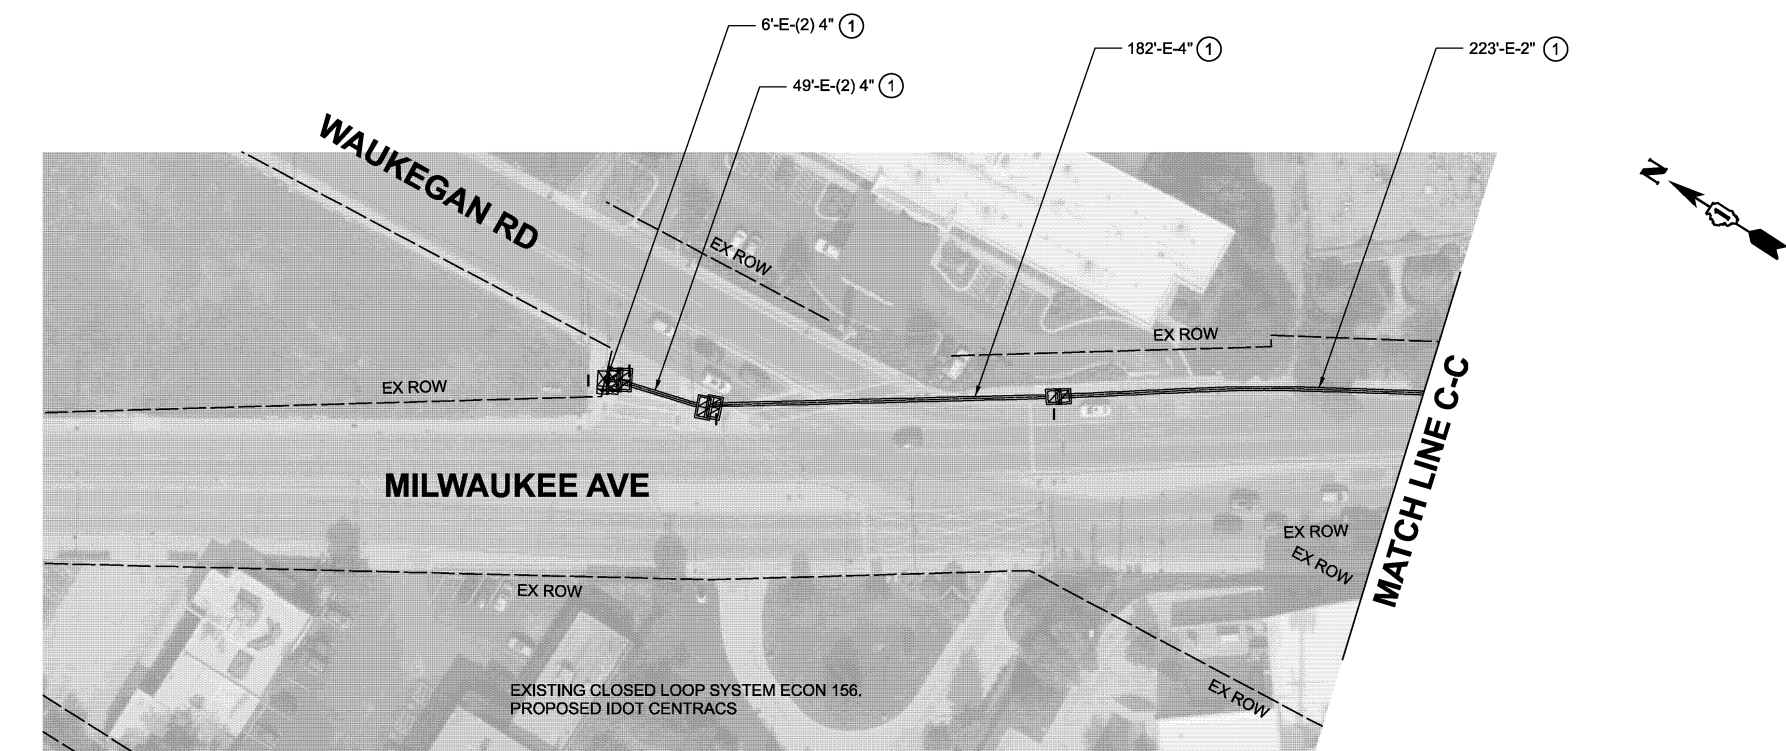 6'-E-(2) 4" 1
182'-E-4" 1
223'-E-2" 1
49'-E-(2) 4" 1
WAUKEGAN RD
N
EX ROW
EX ROW
EX ROW
MILWAUKEE AVE
MATCH LINE C-C
EX ROW
EX ROW
EX ROW
EX ROW
EXISTING CLOSED LOOP SYSTEM ECON 156.
PROPOSED IDOT CENTRACS